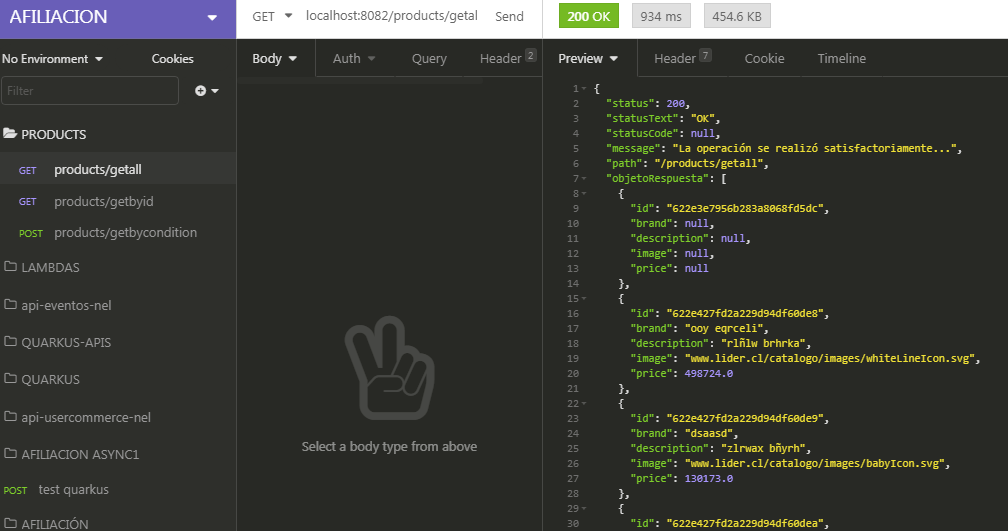 AFILIACION
No Environment
Cookies
Filter
PRODUCTS
GET products/getall
GET products/getbyid
POST products/getbycondition
LAMBDAS
api-eventos-nel
QUARKUS-APIS
QUARKUS
api-usercommerce-nel
AFILIACION ASYNC1
POST test quarkus
AFILIACIÓN
GET localhost:8082/products/getal Send
Body Auth Query Header 2
Select a body type from above
200 OK 934 ms 454.6 KB
Preview Header 7 Cookie Timeline
1 {
2 "status": 200,
3 "statusText": "OK",
4 "statusCode": null,
5 "message": "La operación se realizó satisfactoriamente...",
6 "path": "/products/getall",
7 "objetoRespuesta": [
8 {
9 "id": "622e3e7956b283a8068fd5dc",
10 "brand": null,
11 "description": null,
12 "image": null,
13 "price": null
14 },
15 {
16 "id": "622e427fd2a229d94df60de8",
17 "brand": "ooy eqrceli",
18 "description": "rlñlw brhrka",
19 "image": "www.lider.cl/catalogo/images/whiteLineIcon.svg",
20 "price": 498724.0
21 },
22 {
23 "id": "622e427fd2a229d94df60de9",
24 "brand": "dsaasd",
25 "description": "zlrwax bñyrh",
26 "image": "www.lider.cl/catalogo/images/babyIcon.svg",
27 "price": 130173.0
28 },
29 {
30 "id": "622e427fd2a229d94df60dea",